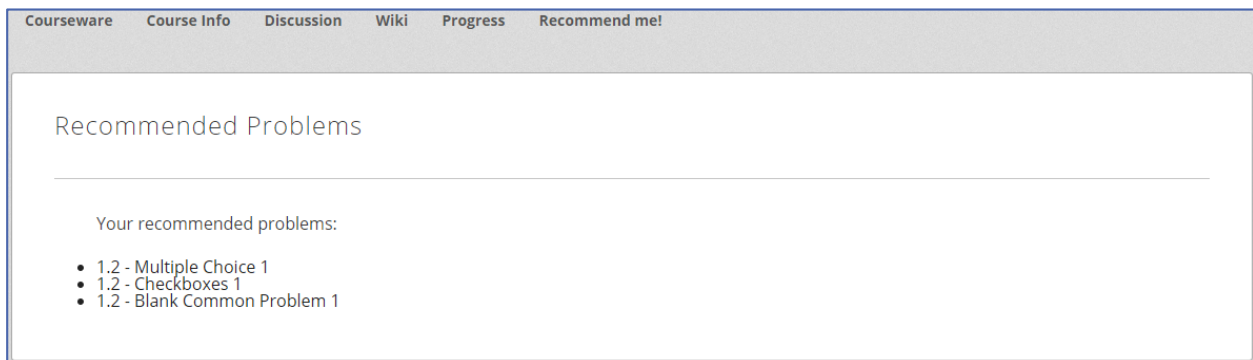 Courseware Course Info Discussion Wiki Progress Recommend me!
Recommended Problems
Your recommended problems:
• 1.2 - Multiple Choice 1
• 1.2 - Checkboxes 1
• 1.2 - Blank Common Problem 1